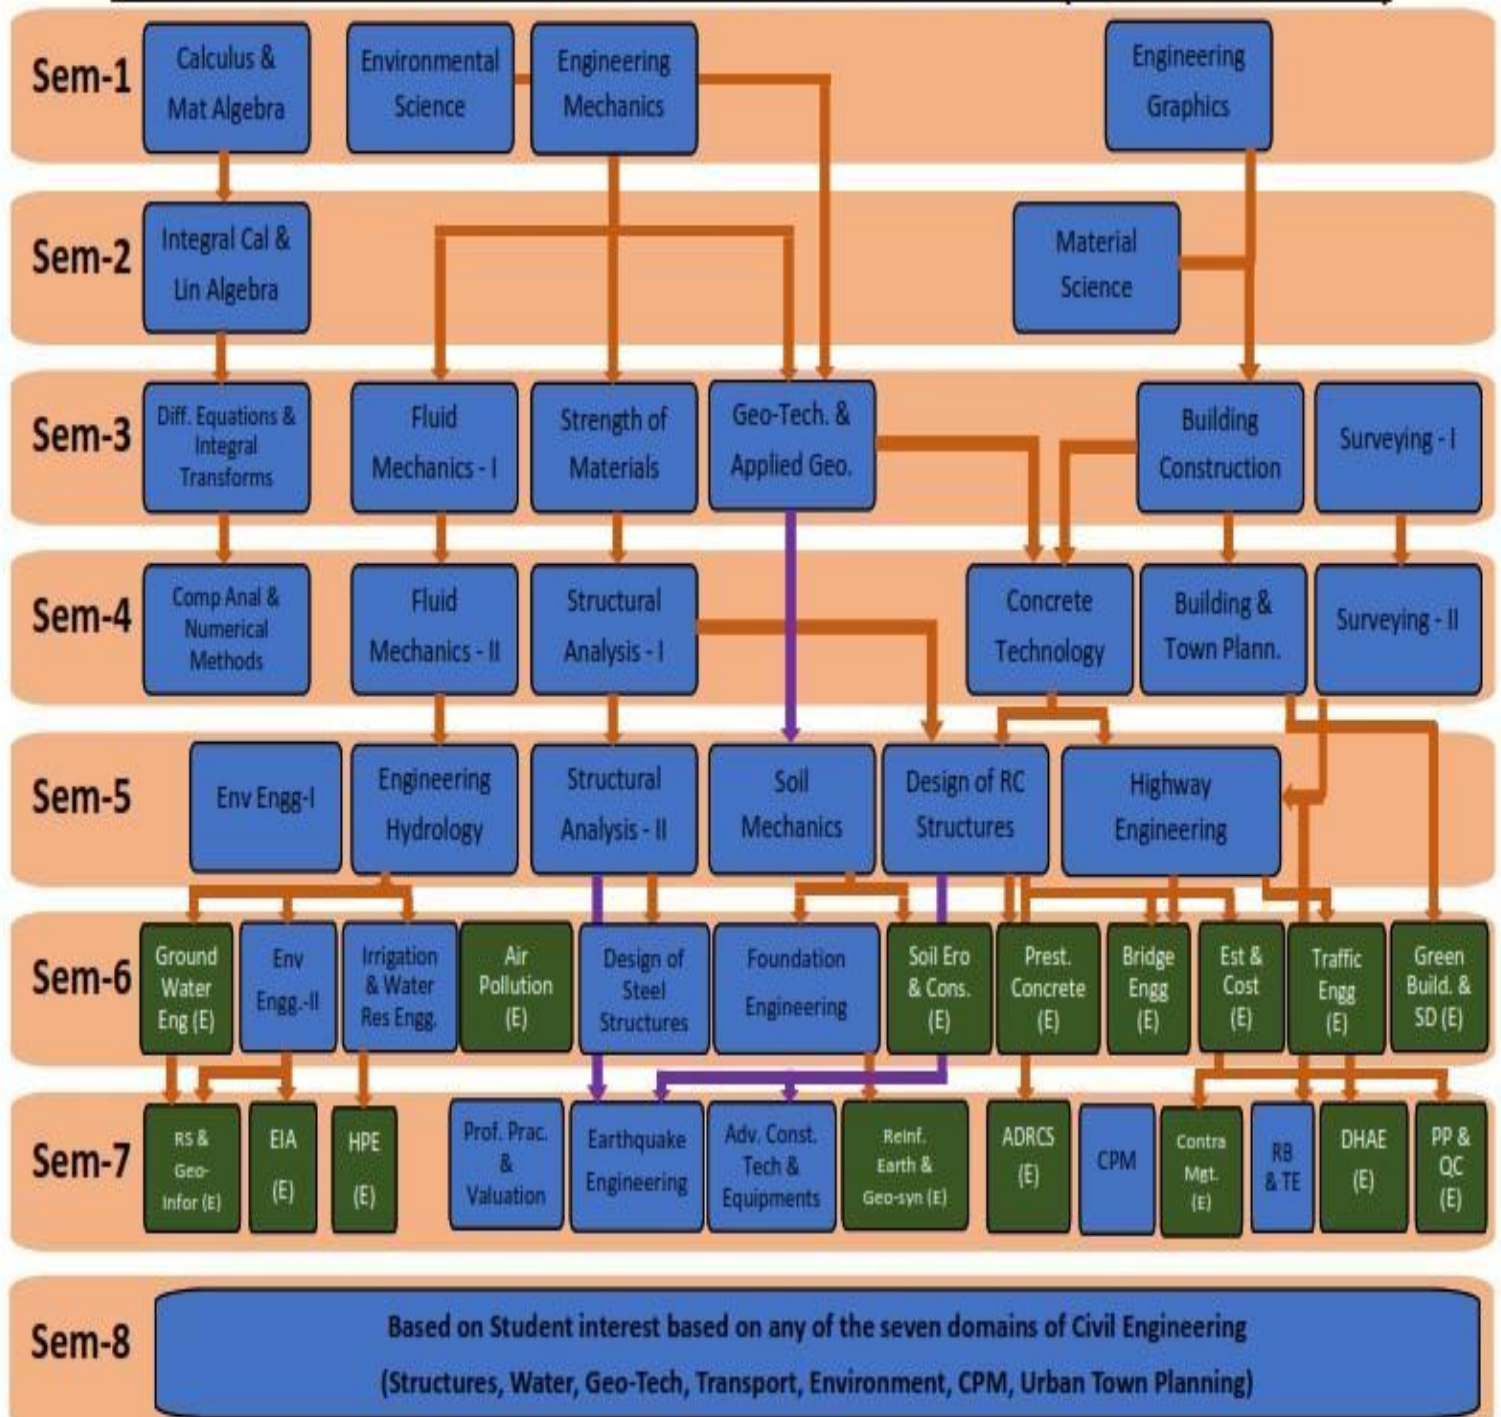 Sem-1
Calculus &
Mat Algebra
Environmental
Science
Engineering
Mechanics
Engineering
Graphics
Sem-2
Integral Cal &
Lin Algebra
Material
Science
Sem-3
Diff. Equations &
Integral
Transforms
Fluid
Mechanics - I
Strength of
Materials
Geo-Tech. &
Applied Geo.
Building
Construction
Surveying - I
Sem-4
Comp Anal &
Numerical
Methods
Fluid
Mechanics - II
Structural
Analysis - I
Concrete
Technology
Building &
Town Plann.
Surveying - II
Sem-5
Env Engg-I
Engineering
Hydrology
Structural
Analysis - II
Soil
Mechanics
Design of RC
Structures
Highway
Engineering
Sem-6
Ground
Water
Eng (E)
Env
Engg.-II
Irrigation
& Water
Res Engg.
Air
Pollution
(E)
Design of
Steel
Structures
Foundation
Engineering
Soil Ero
& Cons.
(E)
Prest.
Concrete
(E)
Bridge
Engg
(E)
Est &
Cost
(E)
Traffic
Engg
(E)
Green
Build. &
SD (E)
Sem-7
RS &
Geo-
Infor (E)
EIA
(E)
HPE
(E)
Prof. Prac.
&
Valuation
Earthquake
Engineering
Adv. Const.
Tech &
Equipments
Reinf.
Earth &
Geo-syn (E)
ADRCS
(E)
CPM
Contra
Mgt.
(E)
RB
& TE
DHAE
(E)
PP &
QC
(E)
Sem-8
Based on Student interest based on any of the seven domains of Civil Engineering
(Structures, Water, Geo-Tech, Transport, Environment, CPM, Urban Town Planning)